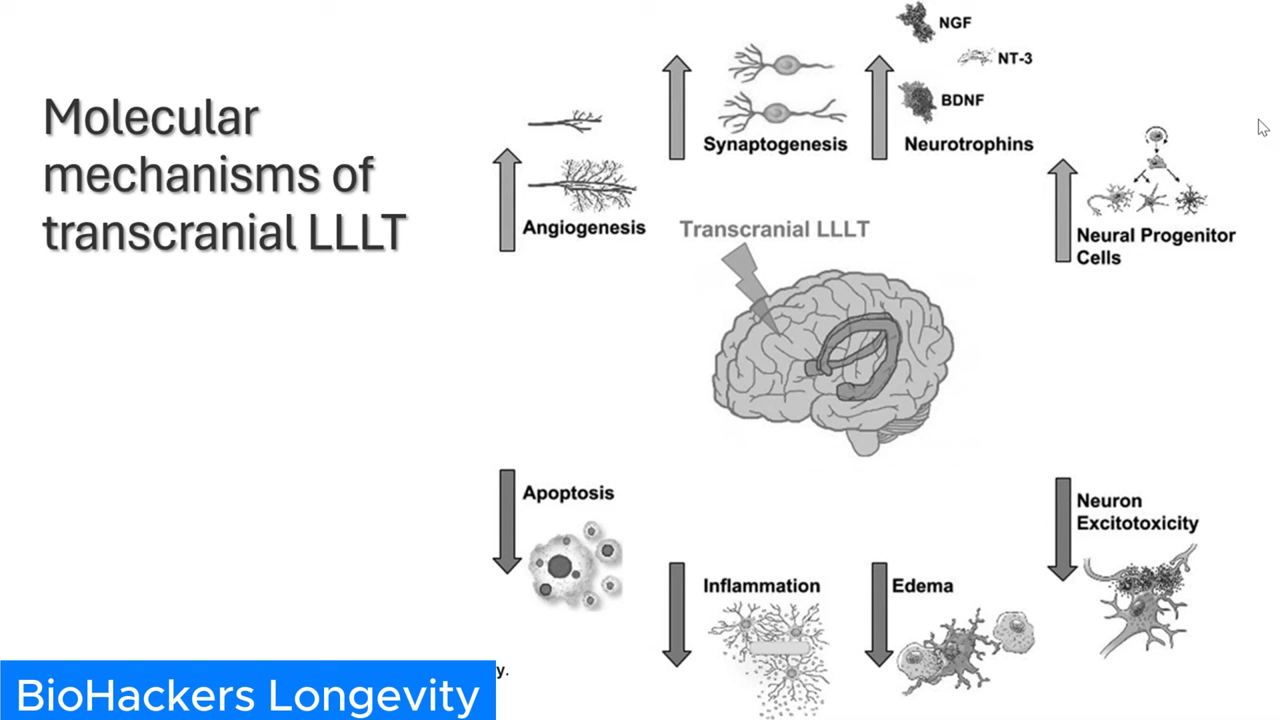 Molecular
mechanisms of
transcranial LLLT
NGF
NT-3
BDNF
Synaptogenesis
Neurotrophins
Angiogenesis
Transcranial LLLT
Neural Progenitor
Cells
Apoptosis
Neuron
Excitotoxicity
Inflammation
Edema
y.
BioHackers Longevity